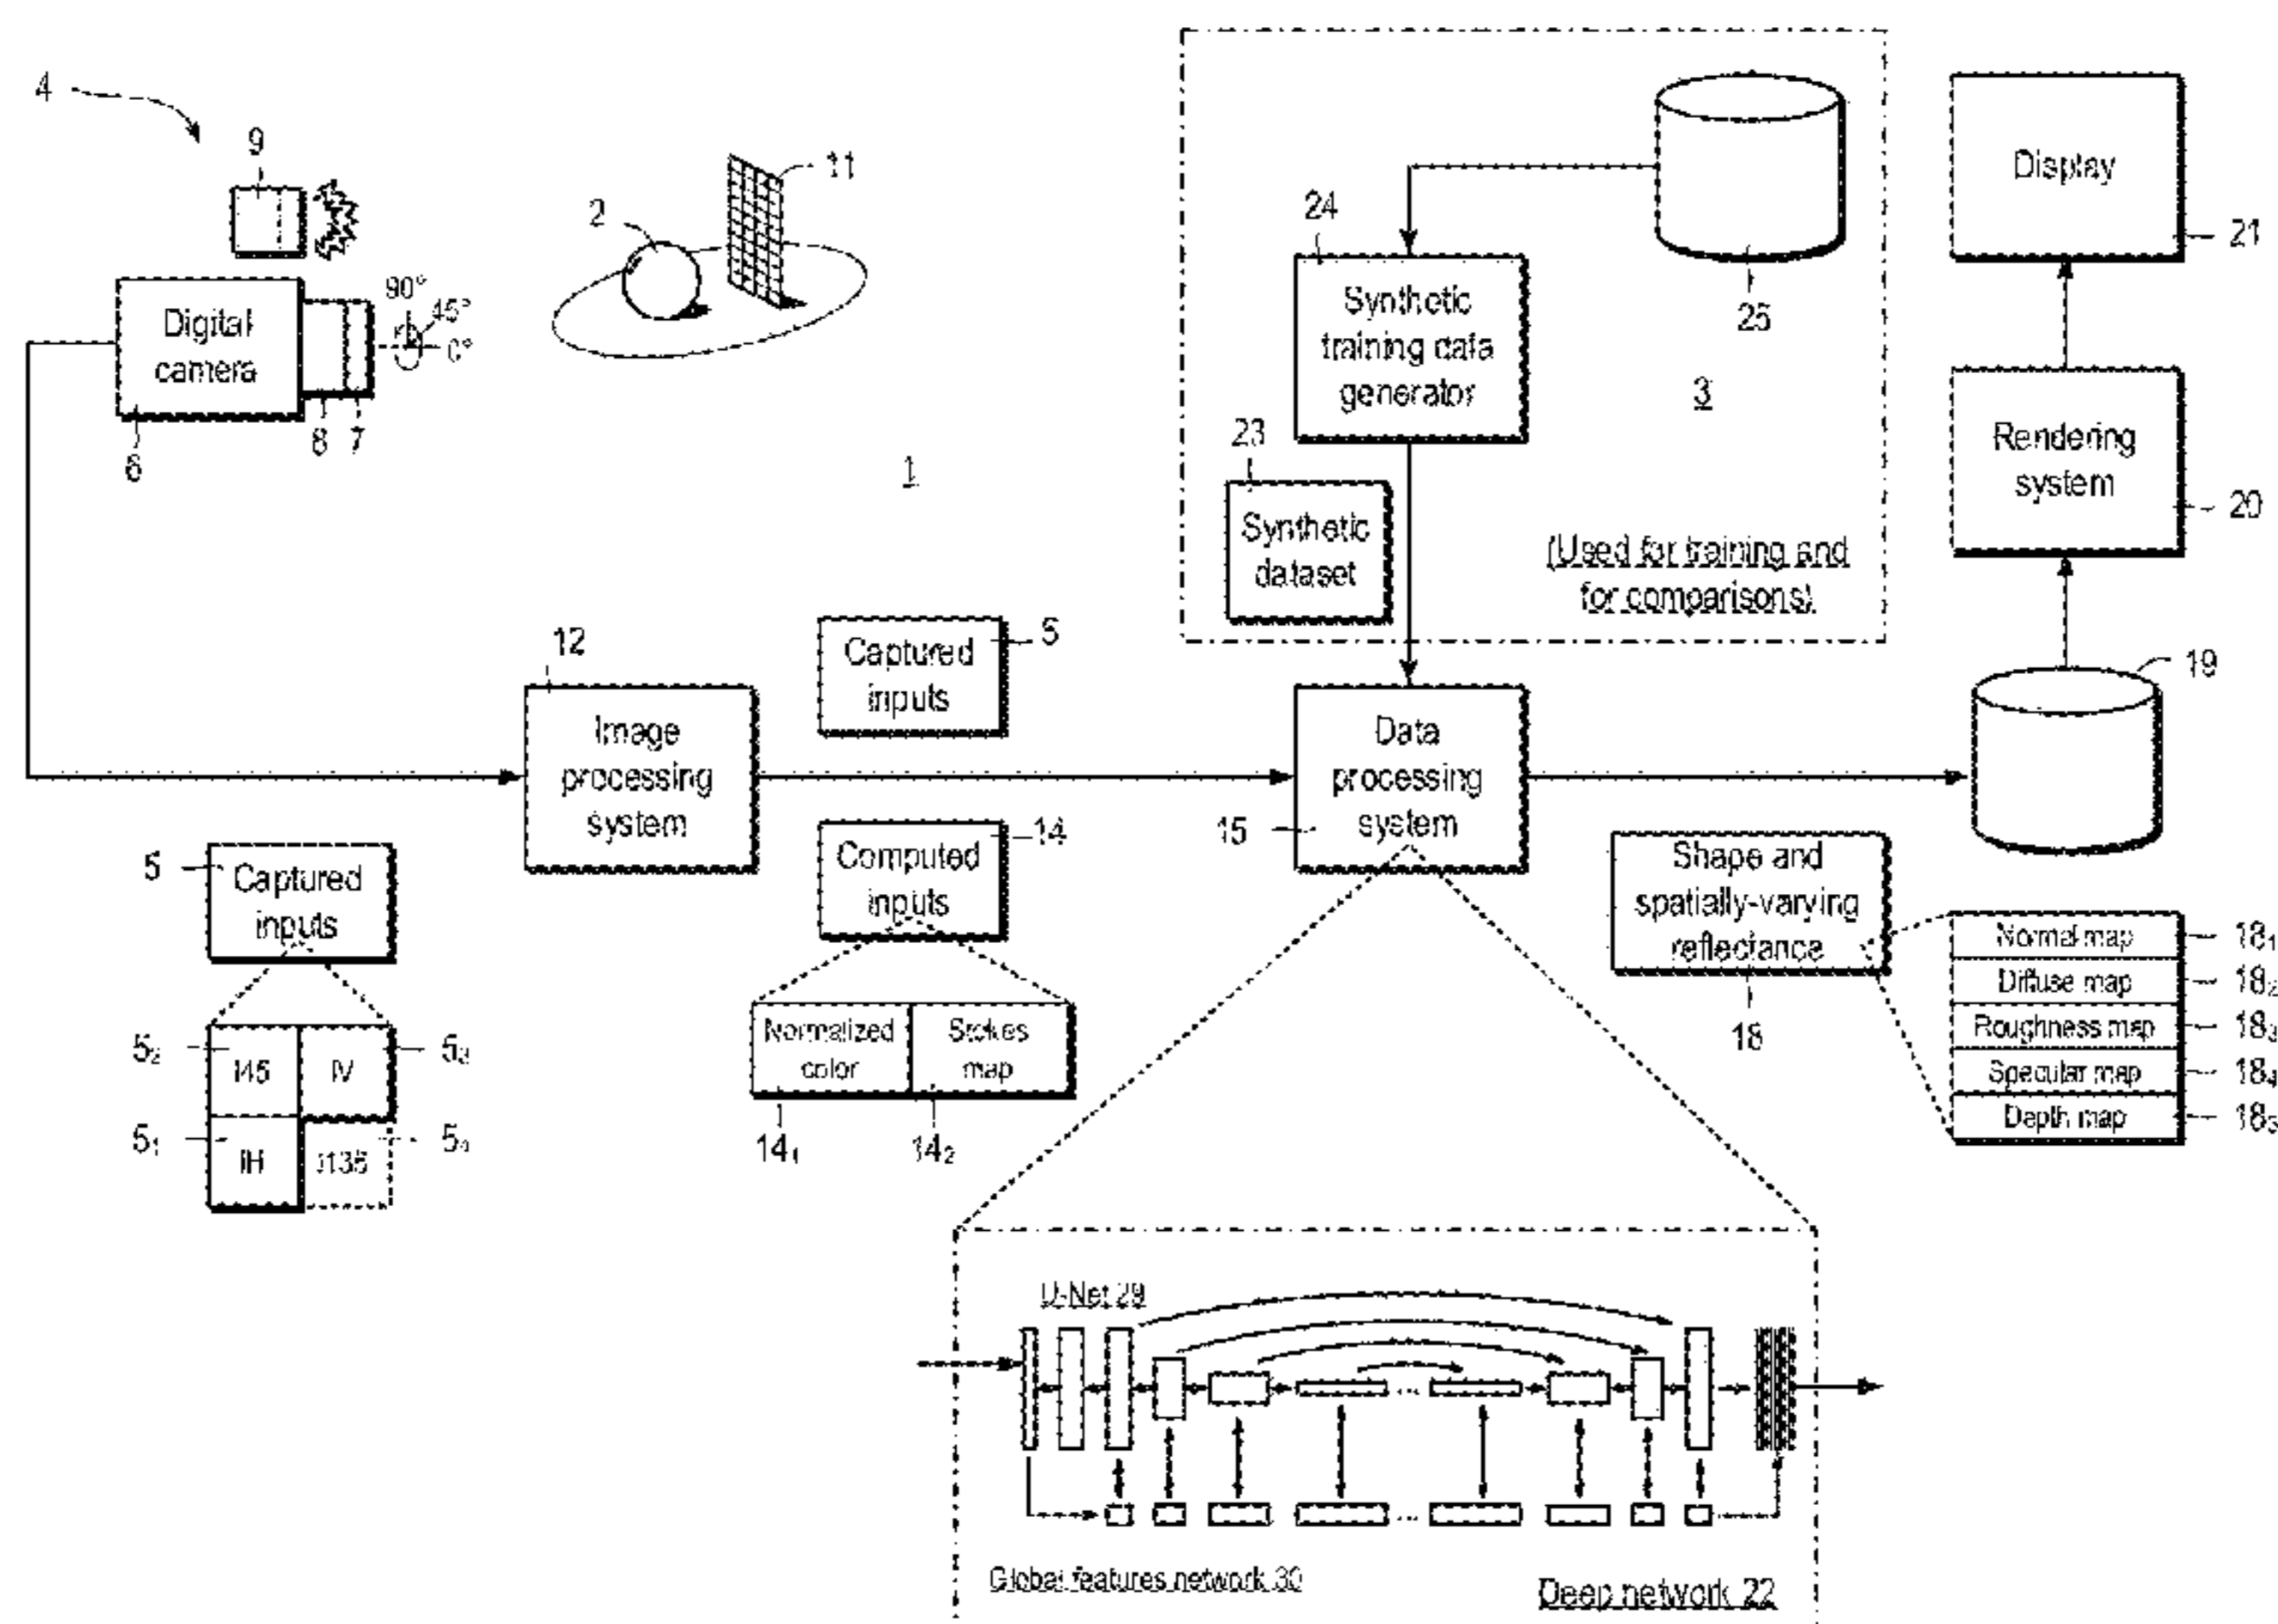 4
9
Digital
camera
90°
45°
0°
6
8
7
2
11
1
24
Synthetic
training data
generator
25
3
23
Synthetic
dataset
(Used for training and
for comparisons)
Display
21
Rendering
system
20
19
12
Image
processing
system
Captured
inputs
5
Computed
inputs
14
Normalized
color
Stokes
map
14₁
14₂
5
Captured
inputs
5₂
I45
IV
5₃
5₁
IH
I135
5₄
15
Data
processing
system
Shape and
spatially-varying
reflectance
18
Normal map
18₁
Diffuse map
18₂
Roughness map
18₃
Specular map
18₄
Depth map
18₅
U-Net 29
...
...
Global features network 30
Deep network 22